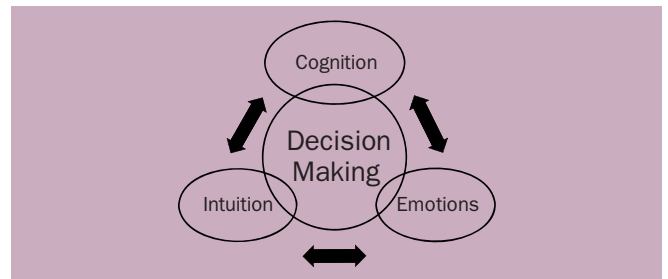 Cognition
Decision
Making
Intuition
Emotions